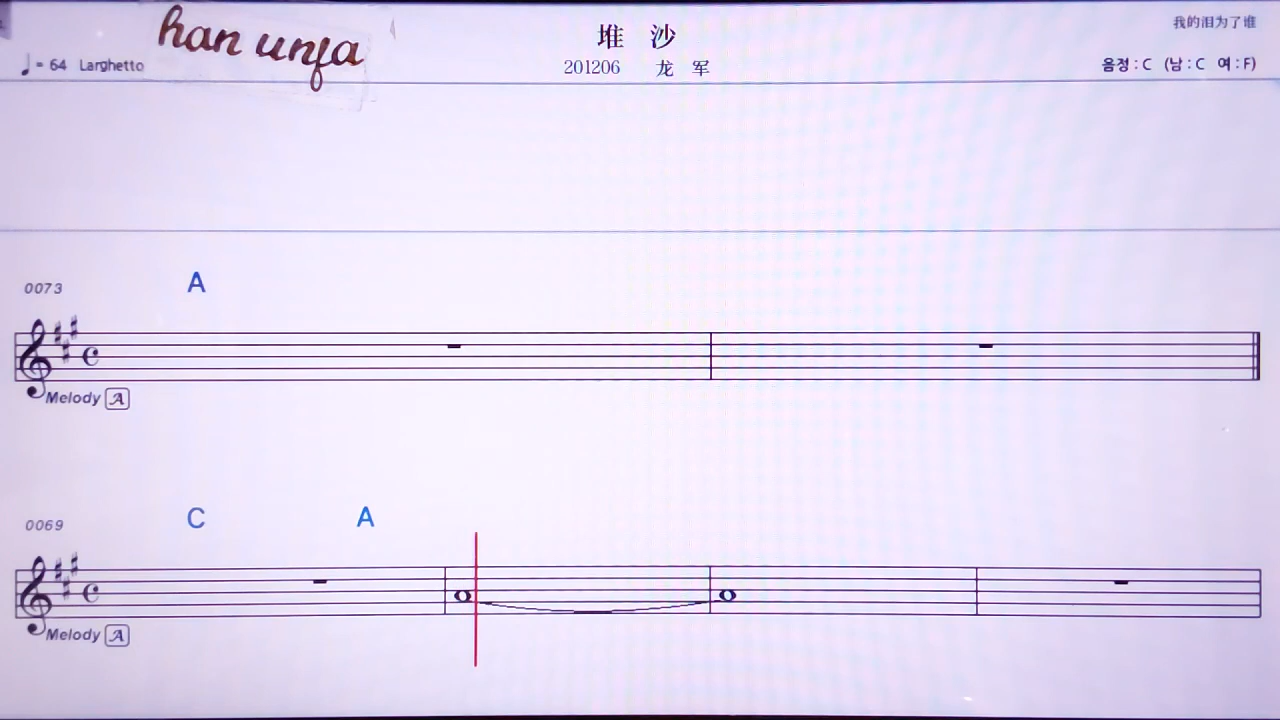 han unfa
堆 沙
我的泪为了谁
♩ = 64 Larghetto
201206 龙 军
음정 : C (남 : C 여 : F)
0073
A
Melody A
0069
C A
Melody A